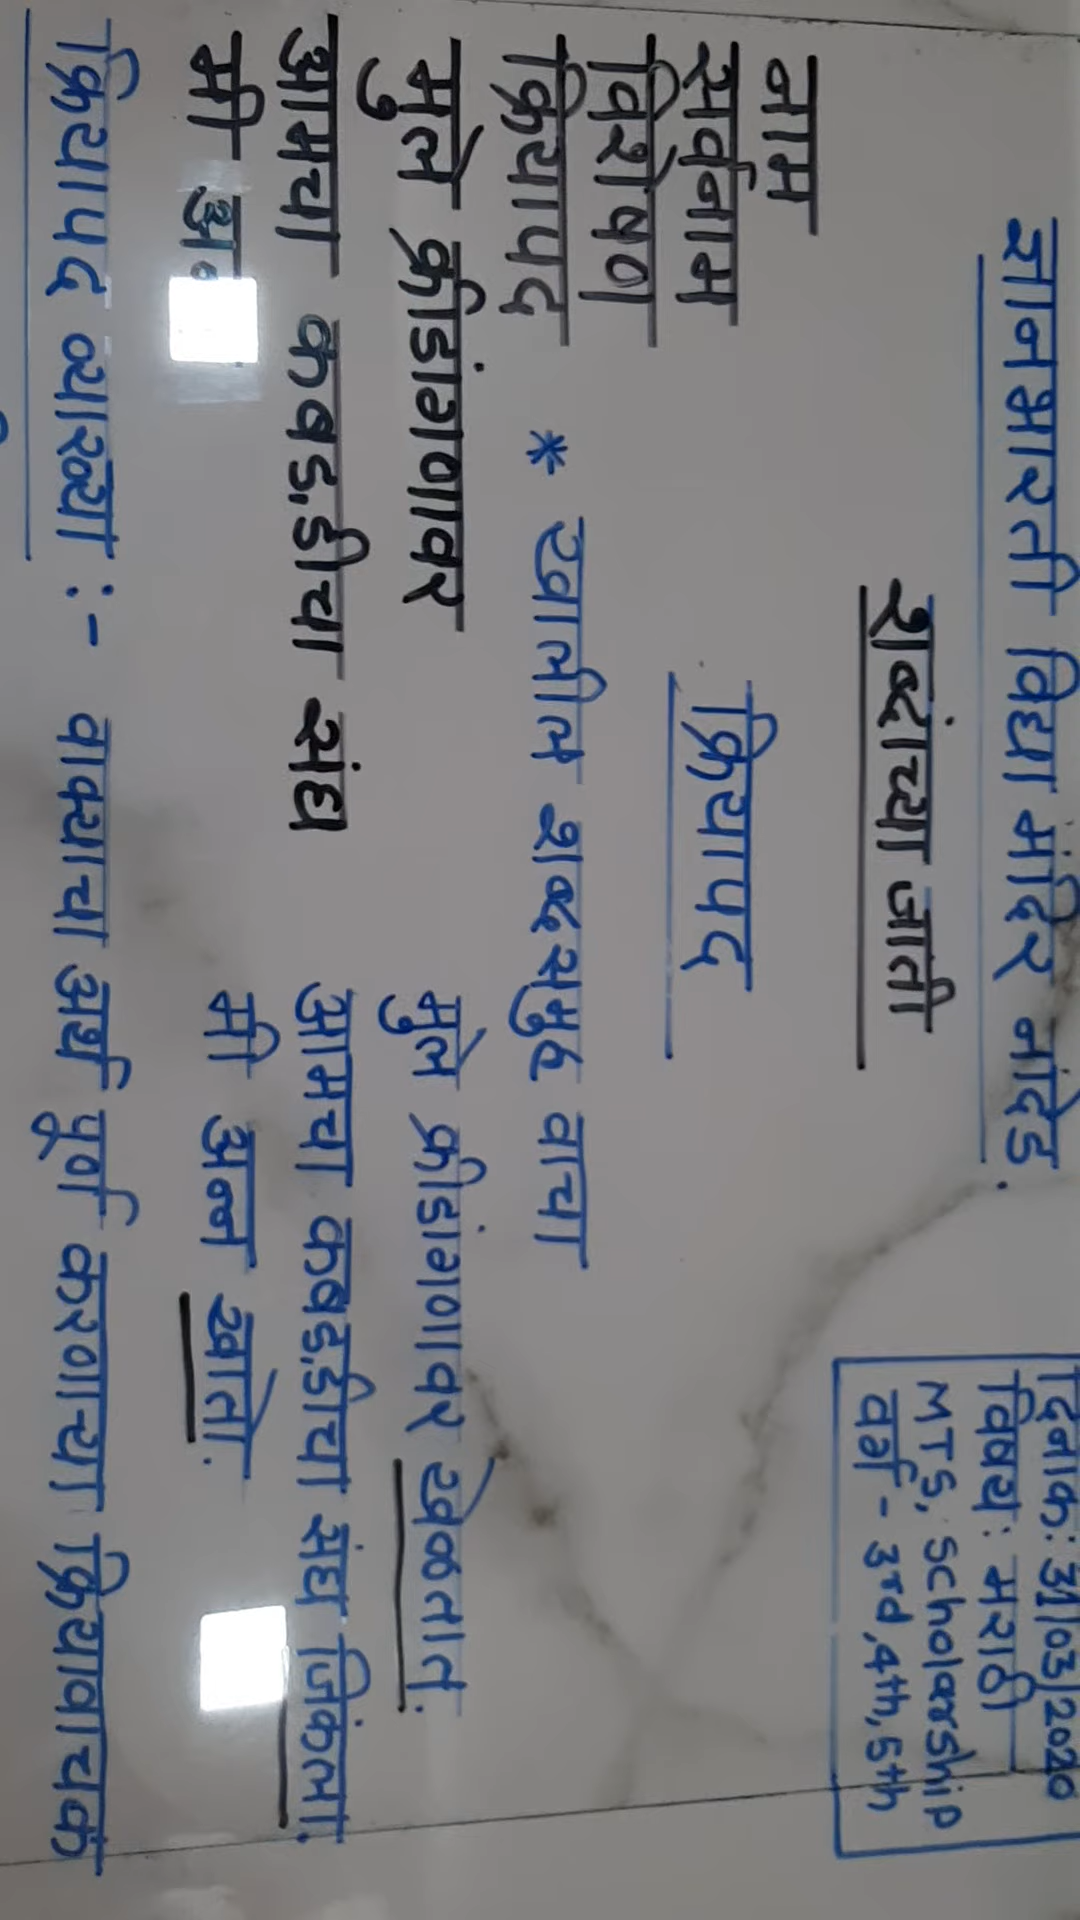 ज्ञानभारती विद्या मंदिर नांदेड.
दिनांक: 31/03/2020
विषय: मराठी
MTS, Scholarship
वर्ग - 3rd, 4th, 5th
शब्दांच्या जाती
नाम
सर्वनाम
विशेषण
क्रियापद
क्रियापद
* खालील शब्दसमुह वाचा
मुले क्रीडांगणावर
मुले क्रीडांगणावर खेळतात.
आमचा कबड्डीचा संघ
आमचा कबड्डीचा संघ जिंकला.
मी
मी अन्न खातो.
क्रियापद व्याख्या :- वाक्याचा अर्थ पूर्ण करणाऱ्या क्रियावाचक